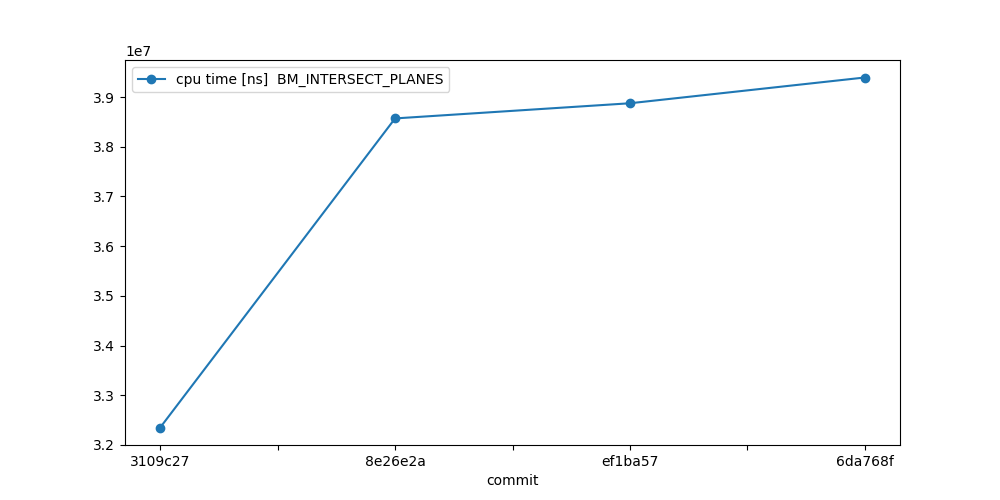 1e7
cpu time [ns]  BM_INTERSECT_PLANES
3.9
3.8
3.7
3.6
3.5
3.4
3.3
3.2
3109c27 8e26e2a ef1ba57 6da768f
commit